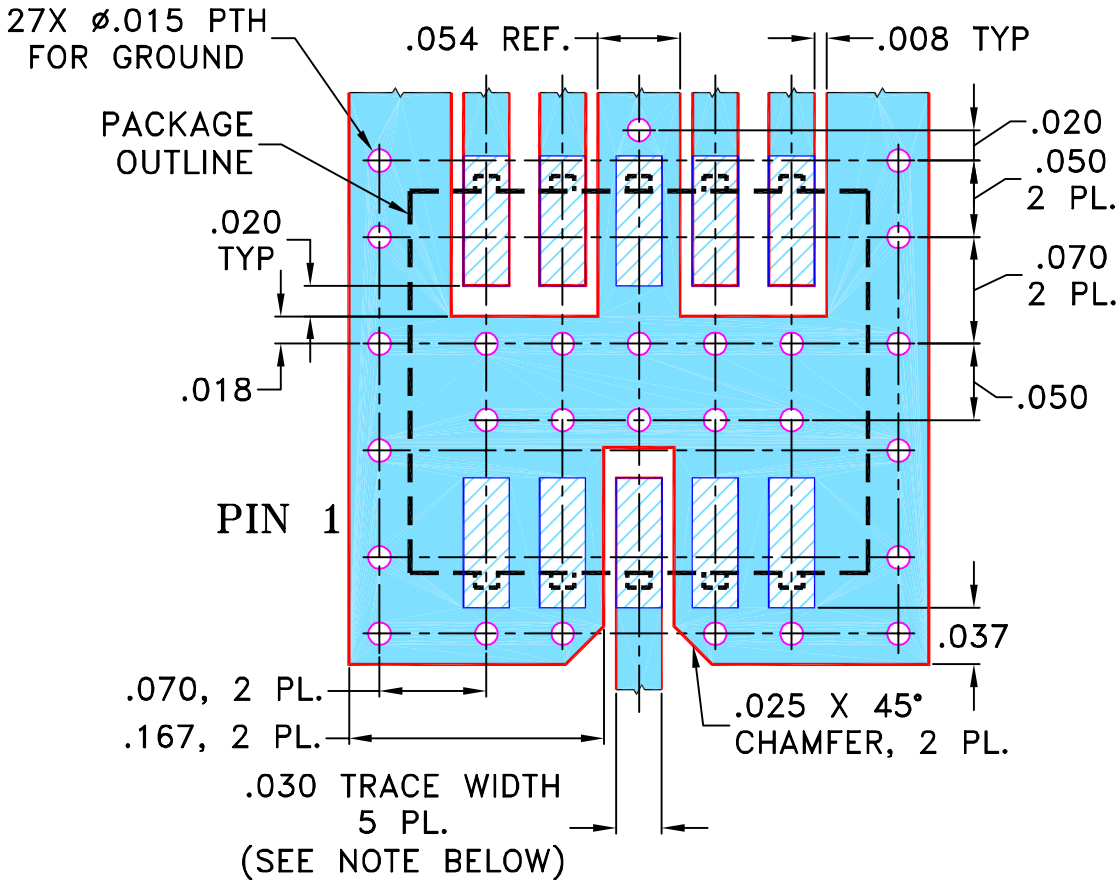 27X ø.015 PTH
FOR GROUND
.054 REF.
.008 TYP
PACKAGE
OUTLINE
.020
.050
2 PL.
.020
TYP
.070
2 PL.
.018
.050
PIN 1
.037
.070, 2 PL.
.167, 2 PL.
.025 X 45°
CHAMFER, 2 PL.
.030 TRACE WIDTH
5 PL.
(SEE NOTE BELOW)